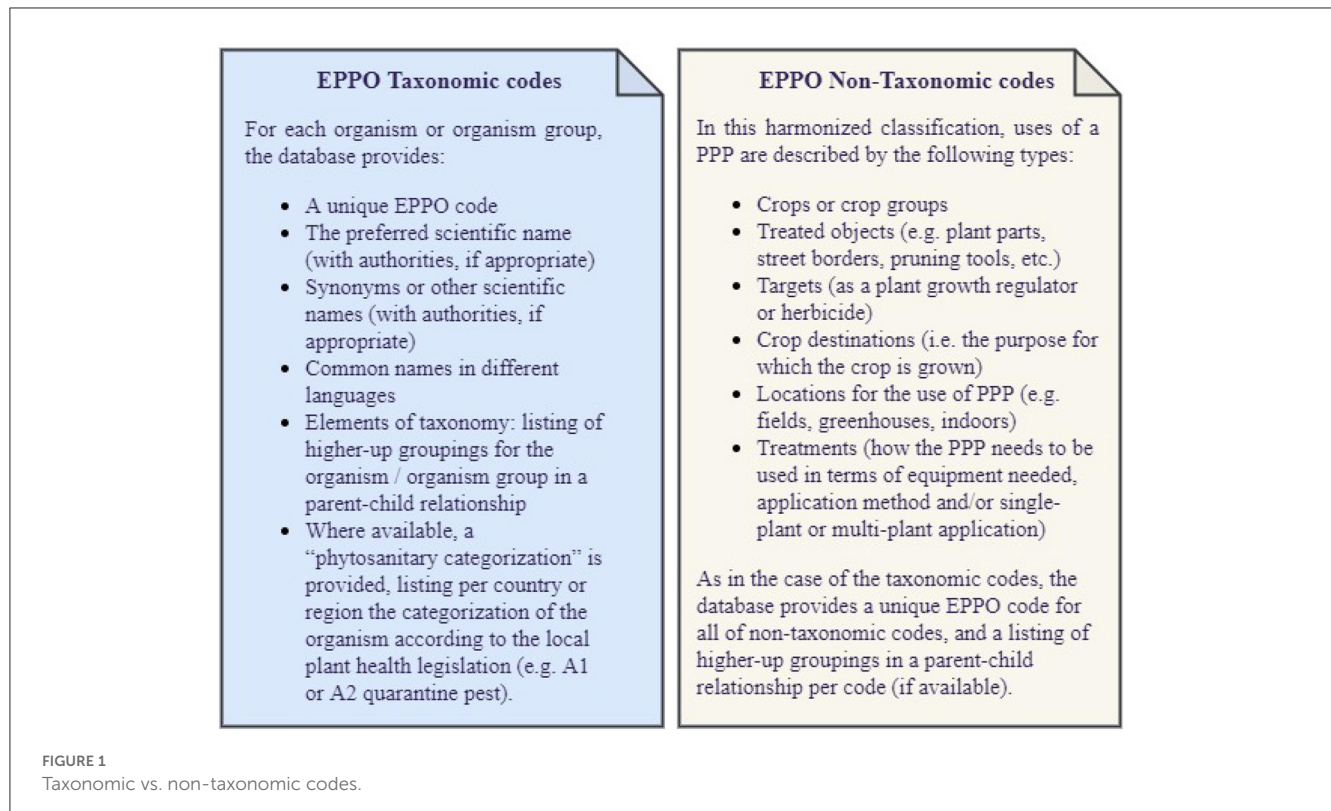 EPPO Taxonomic codes
For each organism or organism group,
the database provides:
• A unique EPPO code
• The preferred scientific name
(with authorities, if appropriate)
• Synonyms or other scientific
names (with authorities, if
appropriate)
• Common names in different
languages
• Elements of taxonomy: listing of
higher-up groupings for the
organism / organism group in a
parent-child relationship
• Where available, a
“phytosanitary categorization” is
provided, listing per country or
region the categorization of the
organism according to the local
plant health legislation (e.g. A1
or A2 quarantine pest).
EPPO Non-Taxonomic codes
In this harmonized classification, uses of a
PPP are described by the following types:
• Crops or crop groups
• Treated objects (e.g. plant parts,
street borders, pruning tools, etc.)
• Targets (as a plant growth regulator
or herbicide)
• Crop destinations (i.e. the purpose for
which the crop is grown)
• Locations for the use of PPP (e.g.
fields, greenhouses, indoors)
• Treatments (how the PPP needs to be
used in terms of equipment needed,
application method and/or single-
plant or multi-plant application)
As in the case of the taxonomic codes, the
database provides a unique EPPO code for
all of non-taxonomic codes, and a listing of
higher-up groupings in a parent-child
relationship per code (if available).
FIGURE 1
Taxonomic vs. non-taxonomic codes.